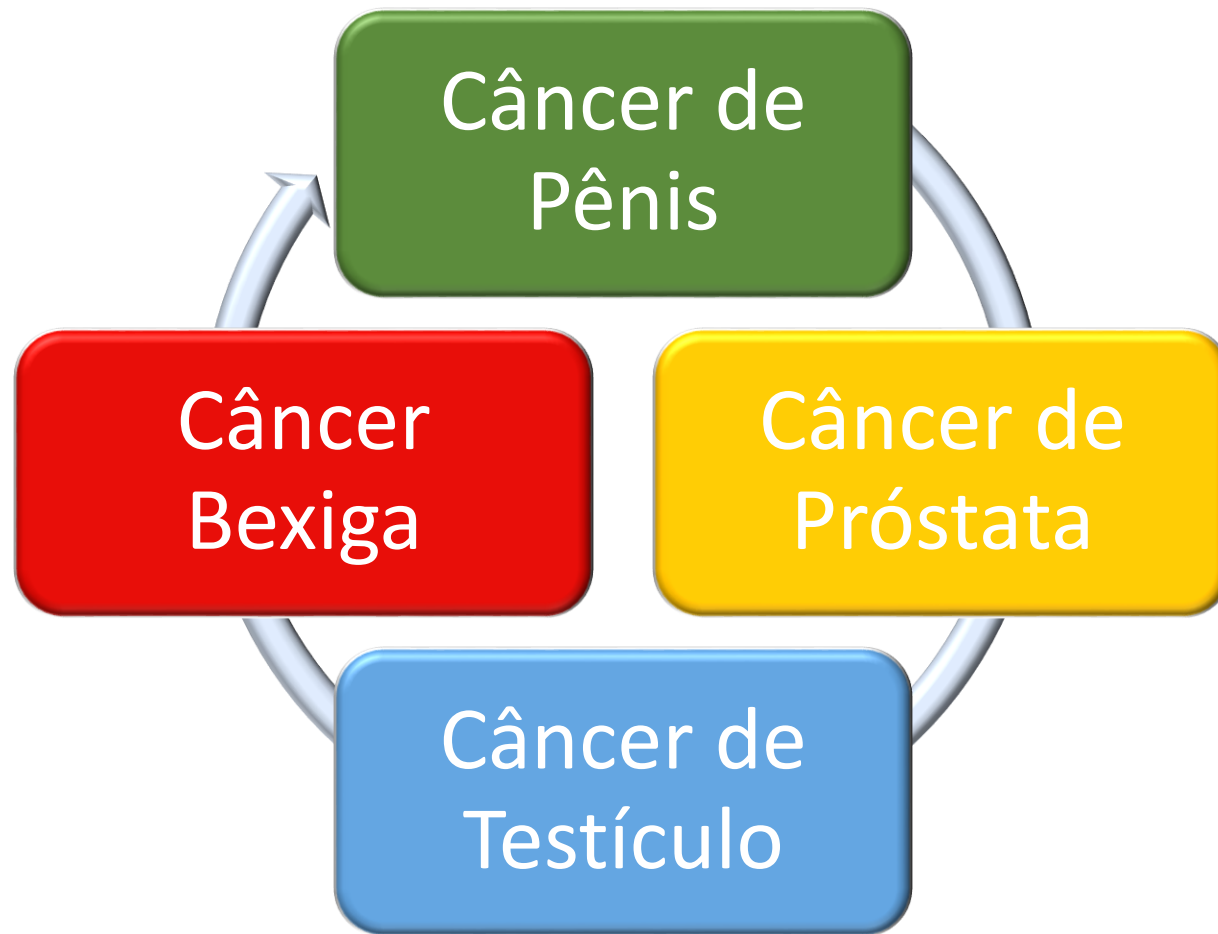 Câncer de
Pênis
Câncer
Bexiga
Câncer de
Próstata
Câncer de
Testículo